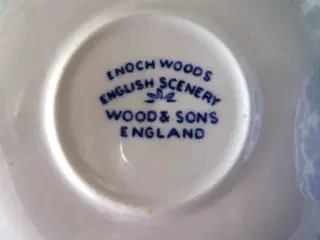 ENOCH WOODS
ENGLISH SCENERY
WOOD & SONS
ENGLAND